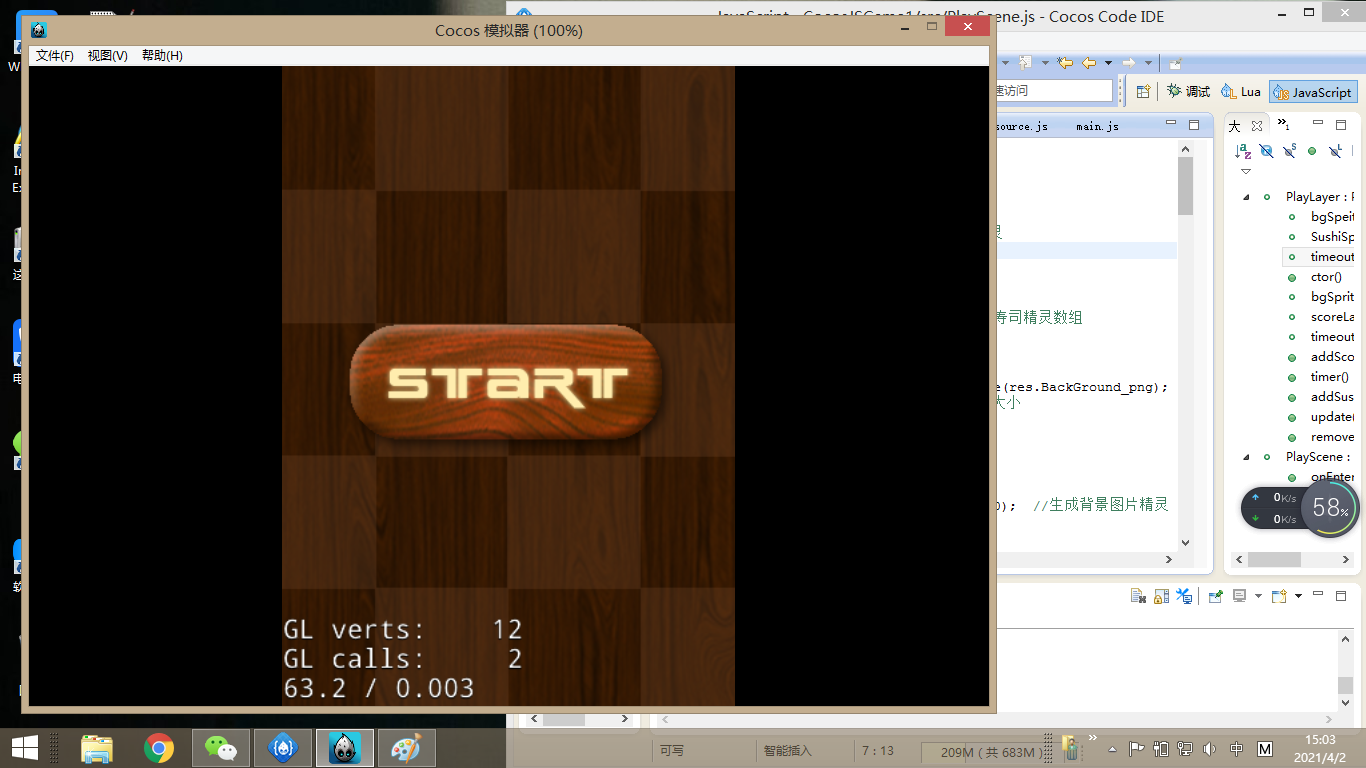 JavaScript - CocosJSGame1/src/PlayScene.js - Cocos Code IDE
Cocos 模拟器 (100%)
文件(F) 视图(V) 帮助(H)
速访问
调试 Lua JavaScript
source.js main.js
大
PlayLayer :
bgSpeit
SushiSp
timeout
ctor()
bgSprit
寿司精灵数组
scoreLa
timeout
addSco
timer()
e(res.BackGround_png);
大小
addSus
update(
remove
PlayScene :
onEnter
0); //生成背景图片精灵
0K/s
0K/s
58%
START
GL verts: 12
GL calls: 2
63.2 / 0.003
可写 智能插入 7 : 13 209M ( 共 683M )
中 M
15:03
2021/4/2